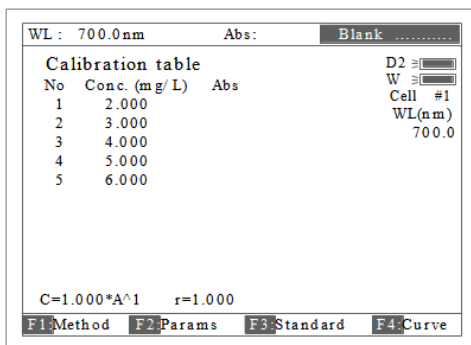 WL: 700.0nm Abs: Blank ...........
Calibration table
D2
No Conc. (mg/L) Abs
W
1 2.000
Cell #1
2 3.000
WL(nm)
3 4.000
700.0
4 5.000
5 6.000
C=1.000*A^1 r=1.000
F1:Method F2:Params F3:Standard F4:Curve